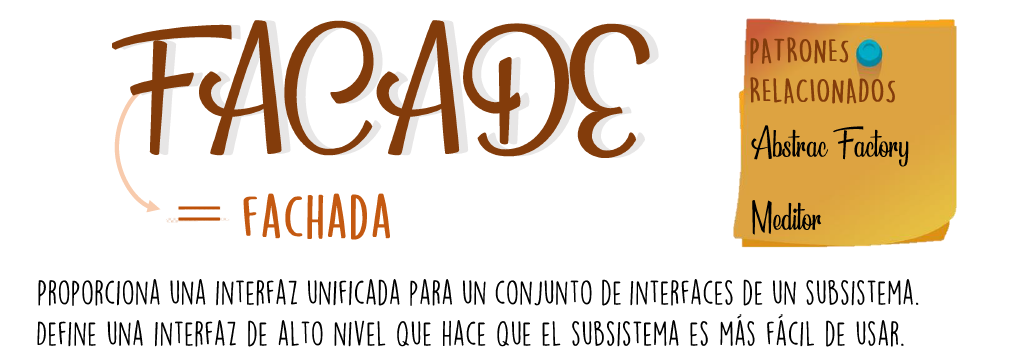 FACADE
= FACHADA
PATRONES
RELACIONADOS
Abstrac Factory
Meditor
PROPORCIONA UNA INTERFAZ UNIFICADA PARA UN CONJUNTO DE INTERFACES DE UN SUBSISTEMA.
DEFINE UNA INTERFAZ DE ALTO NIVEL QUE HACE QUE EL SUBSISTEMA ES MÁS FÁCIL DE USAR.